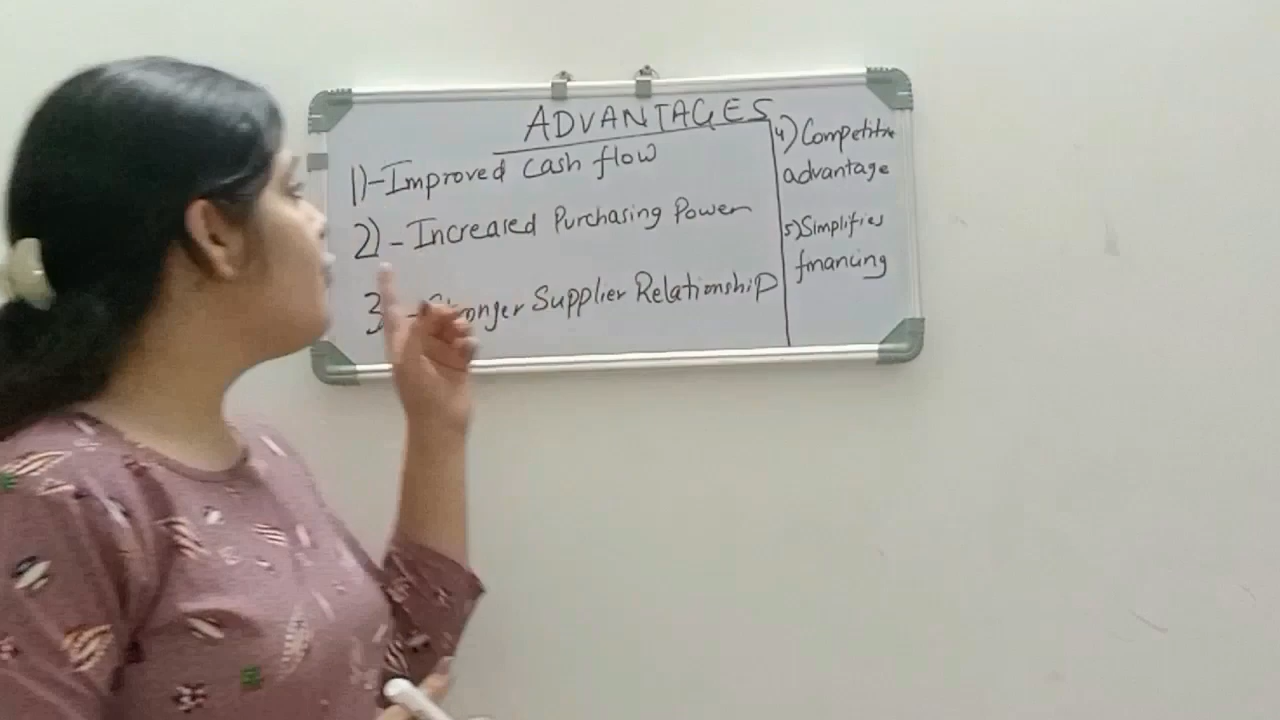 ADVANTAGES
1)-Improved cash flow
2)-Increased Purchasing Power
3)-Stronger Supplier Relationship
4) Competitive
advantage
5) Simplifies
financing